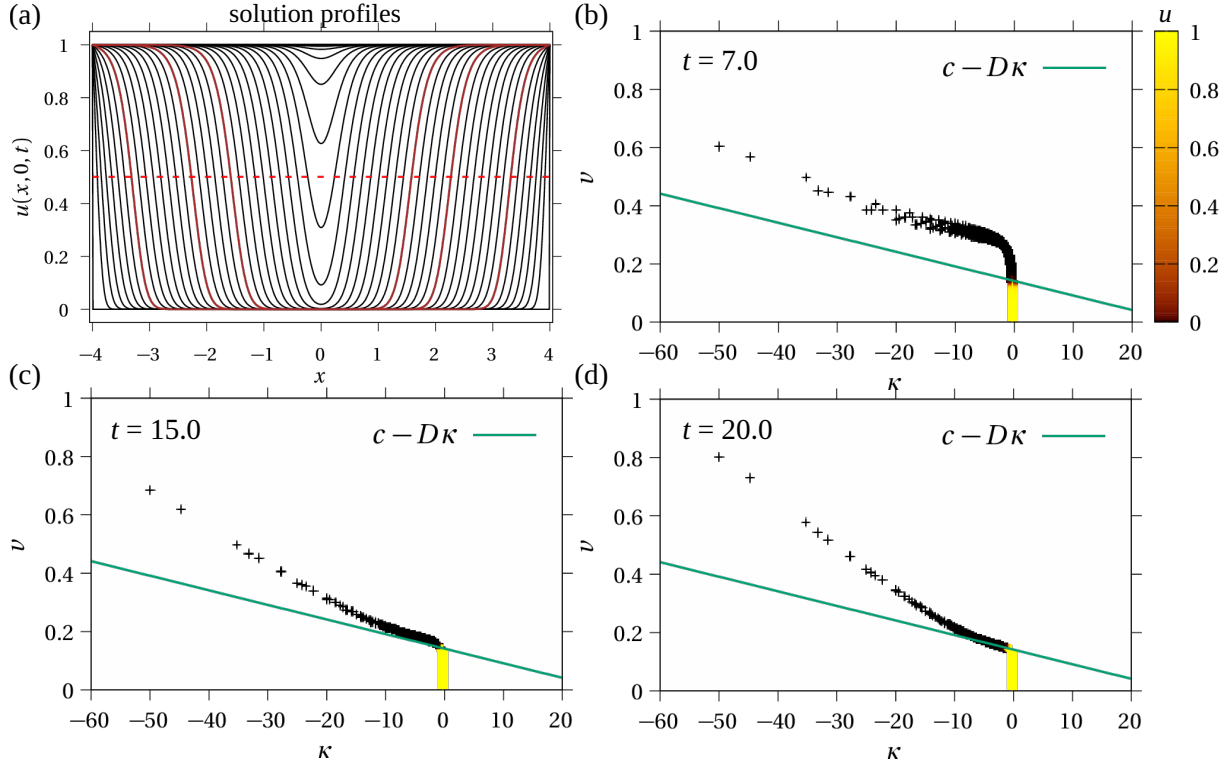 (a)
solution profiles
u(x, 0, t)
1
0.8
0.6
0.4
0.2
0
−4 −3 −2 −1 0 1 2 3 4
x
(b)
t = 7.0
c − Dκ
v
1
0.8
0.6
0.4
0.2
0
−60 −50 −40 −30 −20 −10 0 10 20
κ
u
1
0.8
0.6
0.4
0.2
0
(c)
t = 15.0
c − Dκ
v
1
0.8
0.6
0.4
0.2
0
−60 −50 −40 −30 −20 −10 0 10 20
κ
(d)
t = 20.0
c − Dκ
v
1
0.8
0.6
0.4
0.2
0
−60 −50 −40 −30 −20 −10 0 10 20
κ